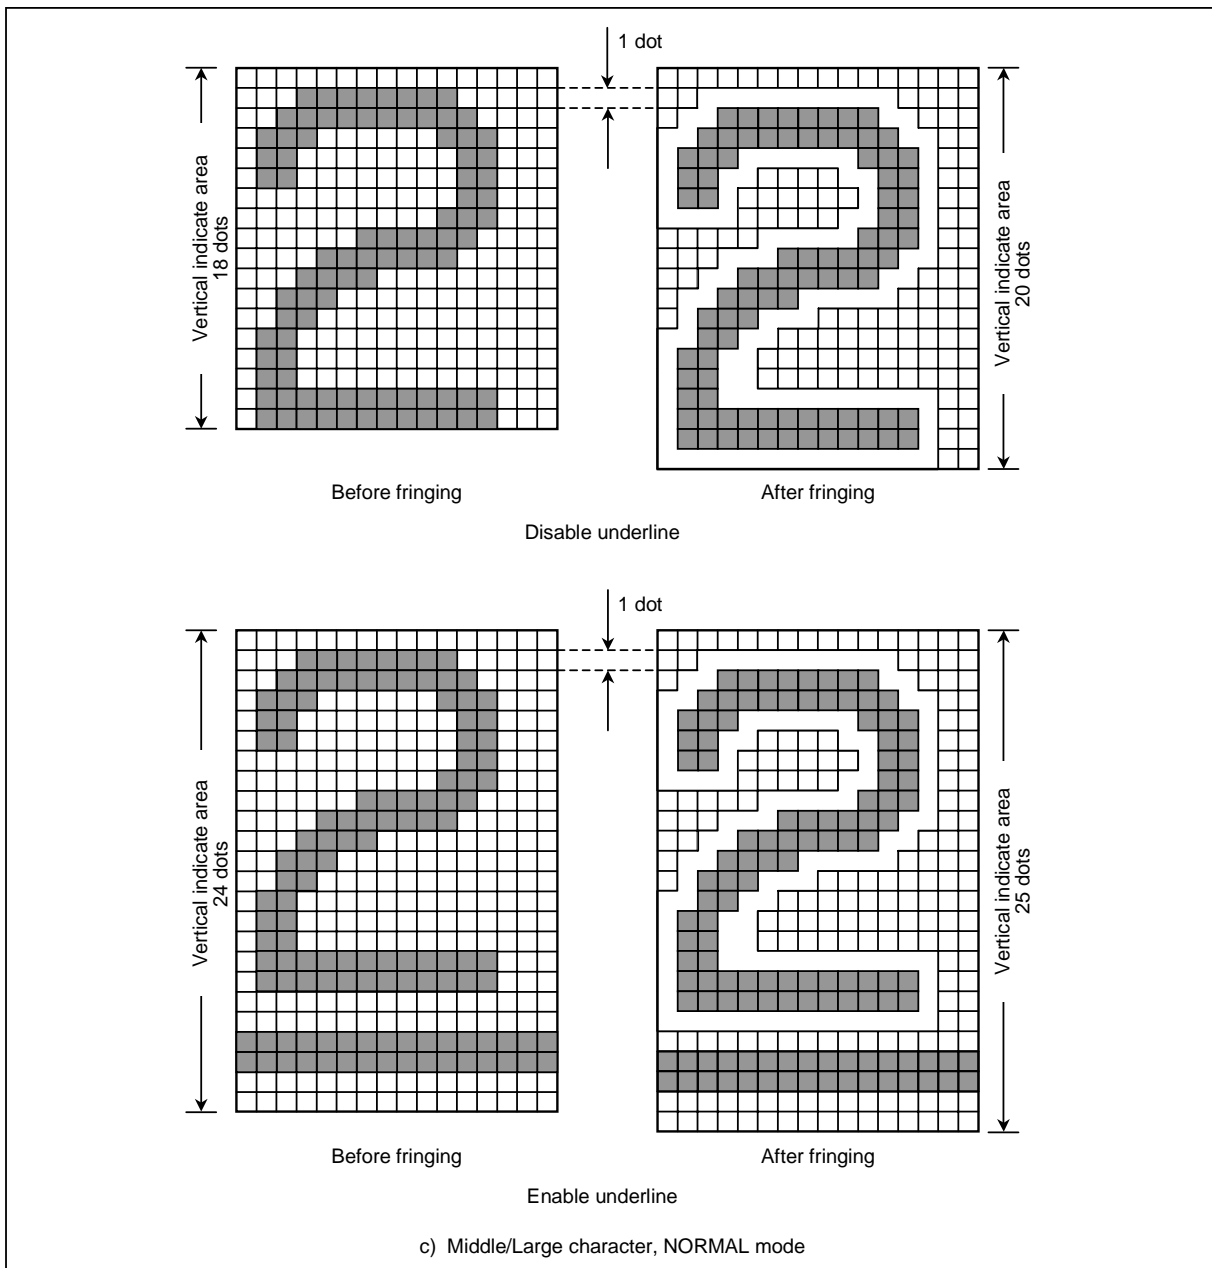 1 dot
Vertical indicate area
18 dots
Vertical indicate area
20 dots
Before fringing
After fringing
Disable underline
1 dot
Vertical indicate area
24 dots
Vertical indicate area
25 dots
Before fringing
After fringing
Enable underline
c) Middle/Large character, NORMAL mode